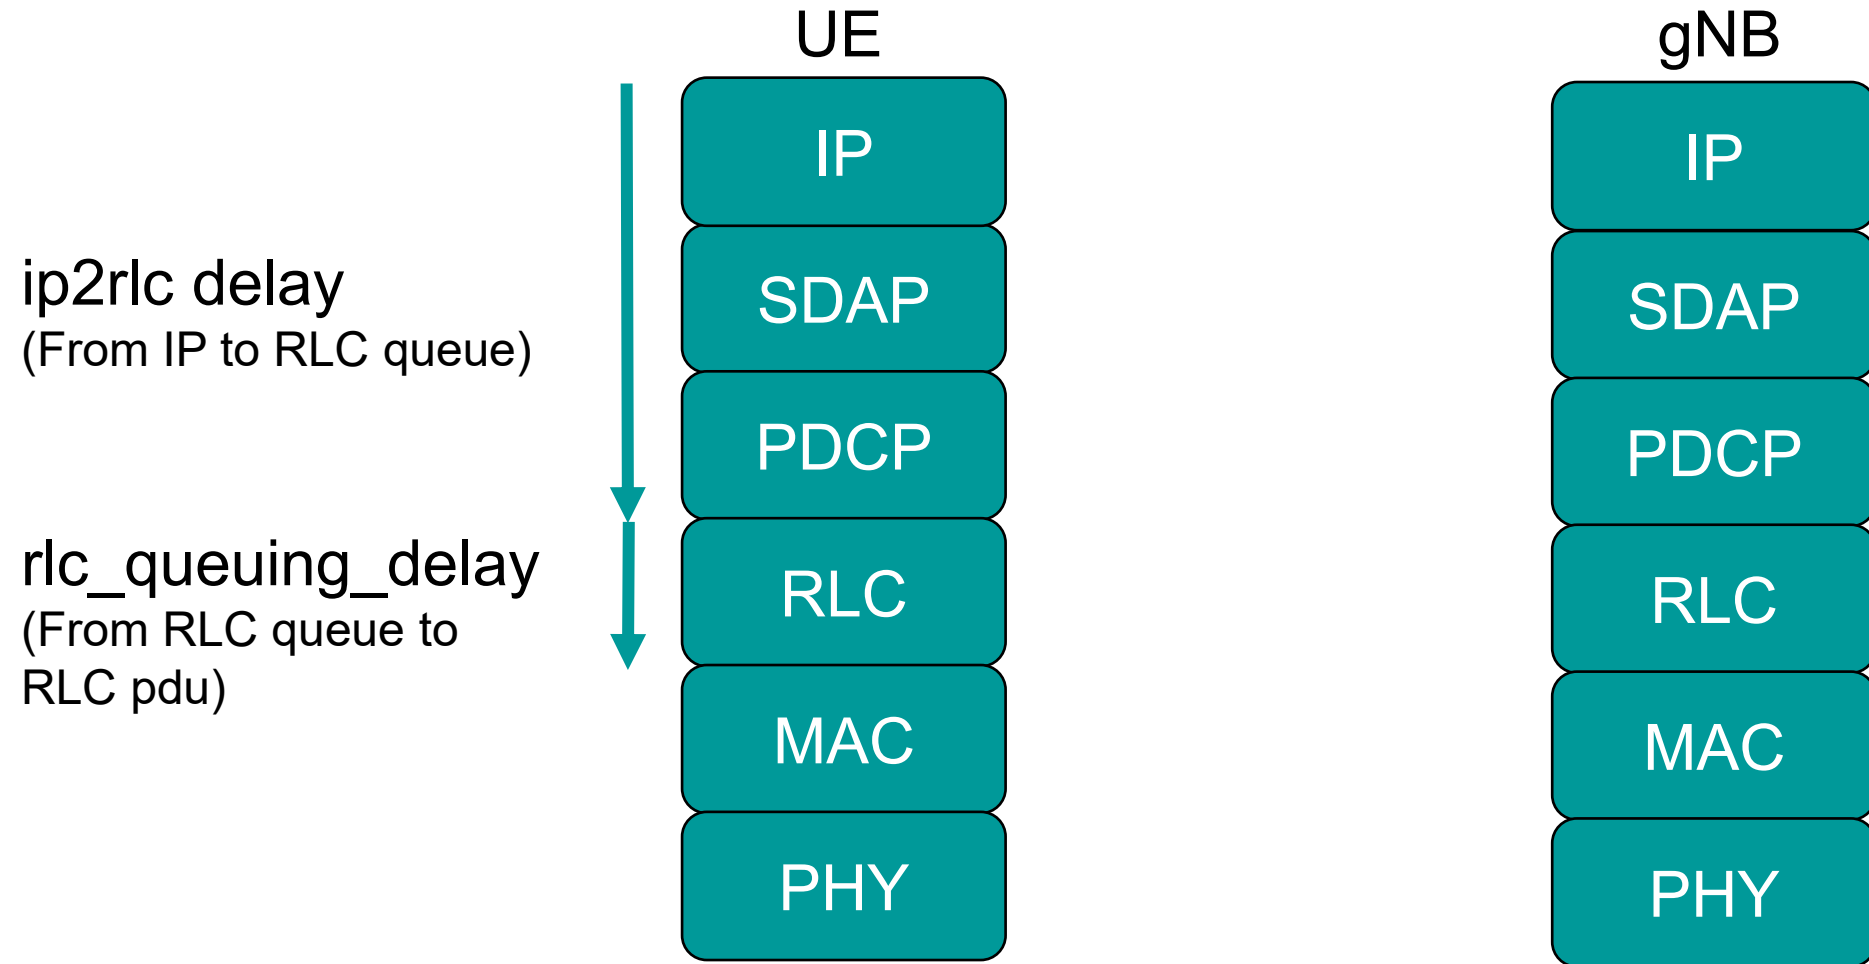 UE
gNB
IP
IP
ip2rlc delay
(From IP to RLC queue)
SDAP
SDAP
PDCP
PDCP
rlc_queuing_delay
(From RLC queue to
RLC pdu)
RLC
RLC
MAC
MAC
PHY
PHY